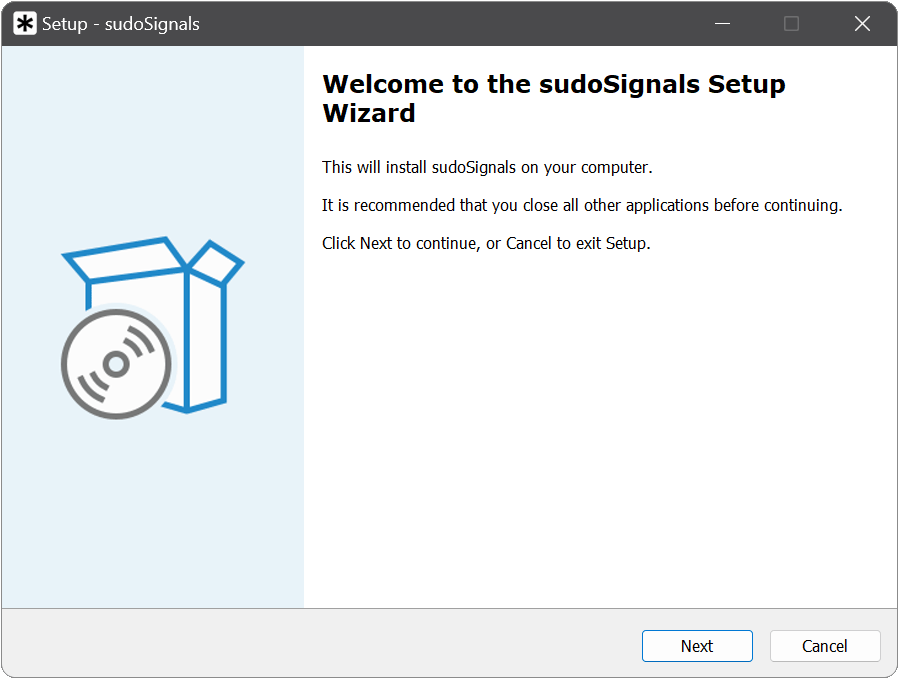 Setup - sudoSignals
Welcome to the sudoSignals Setup
Wizard
This will install sudoSignals on your computer.
It is recommended that you close all other applications before continuing.
Click Next to continue, or Cancel to exit Setup.
Next
Cancel